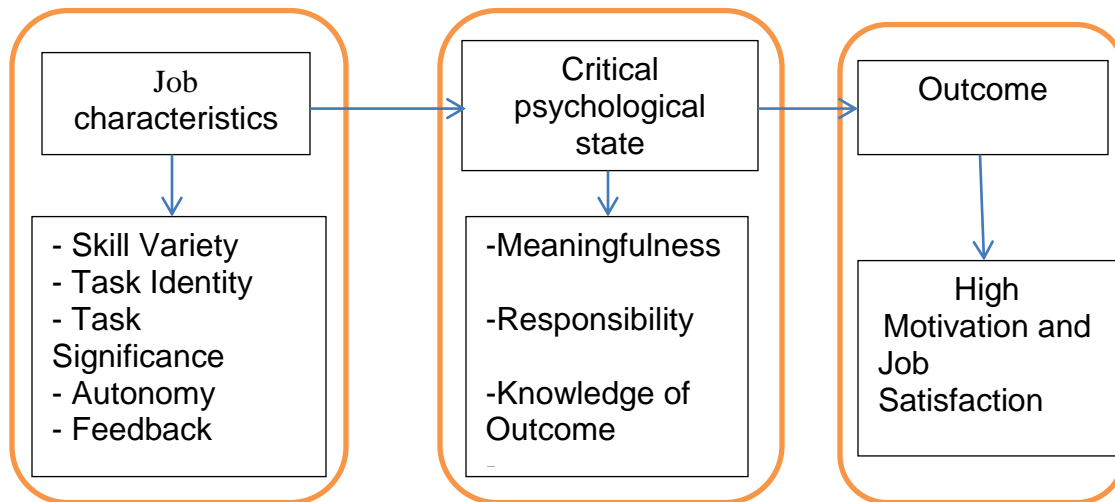 Job
characteristics
- Skill Variety
- Task Identity
- Task
Significance
- Autonomy
- Feedback
Critical
psychological
state
-Meaningfulness
-Responsibility
-Knowledge of
Outcome
-
Outcome
High
Motivation and
Job
Satisfaction